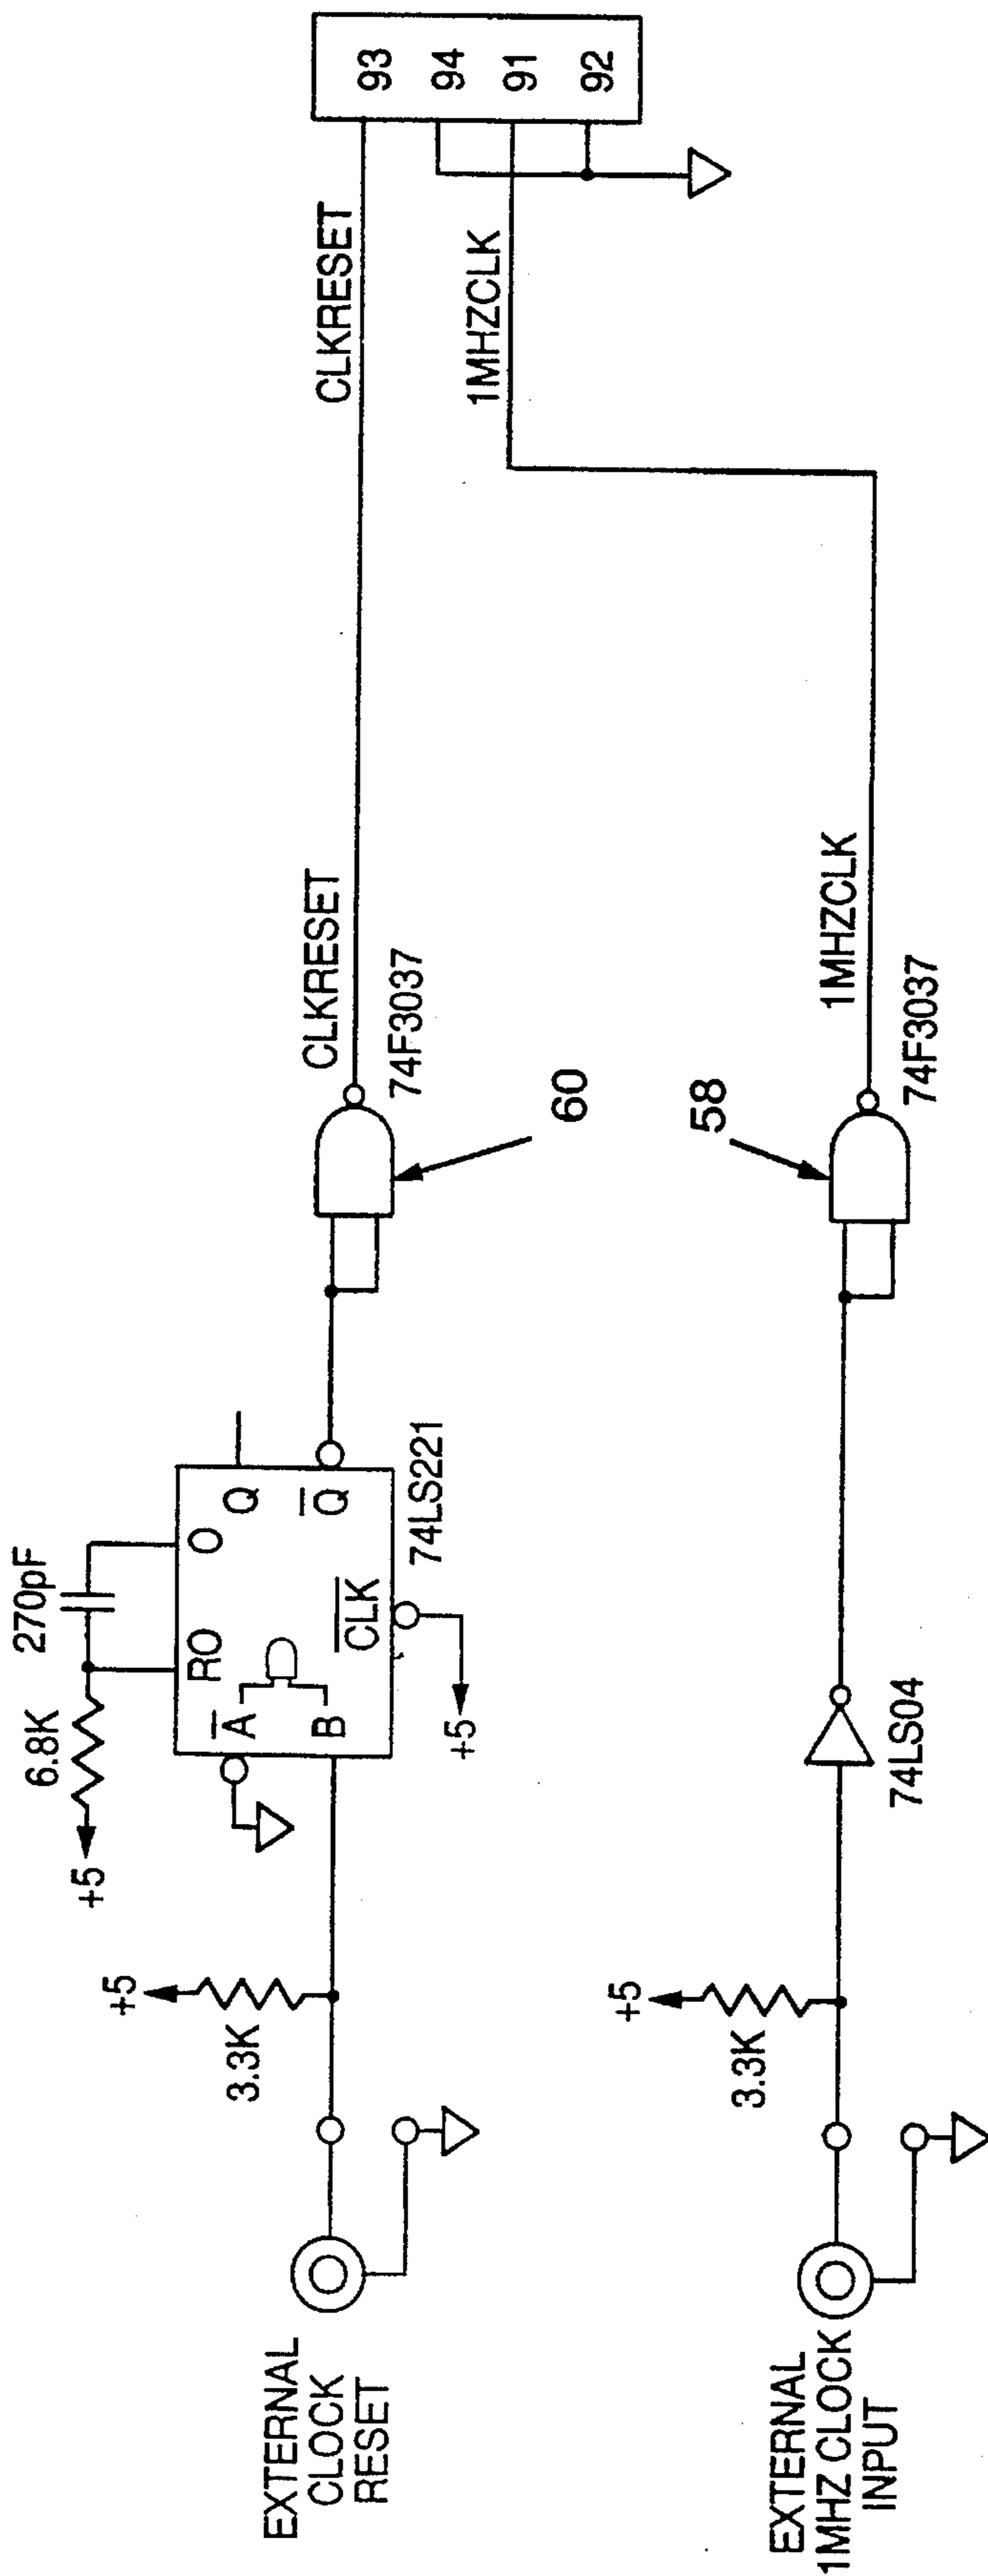 EXTERNAL
CLOCK
RESET
3.3K
+5
+5
6.8K
270pF
RO
O
A̅
B
Q
Q̅
C̅L̅K̅
+5
74LS221
60
CLKRESET
74F3037
CLKRESET
93
94
91
92
EXTERNAL
1MHZ CLOCK
INPUT
3.3K
+5
74LS04
58
1MHZCLK
74F3037
1MHZCLK